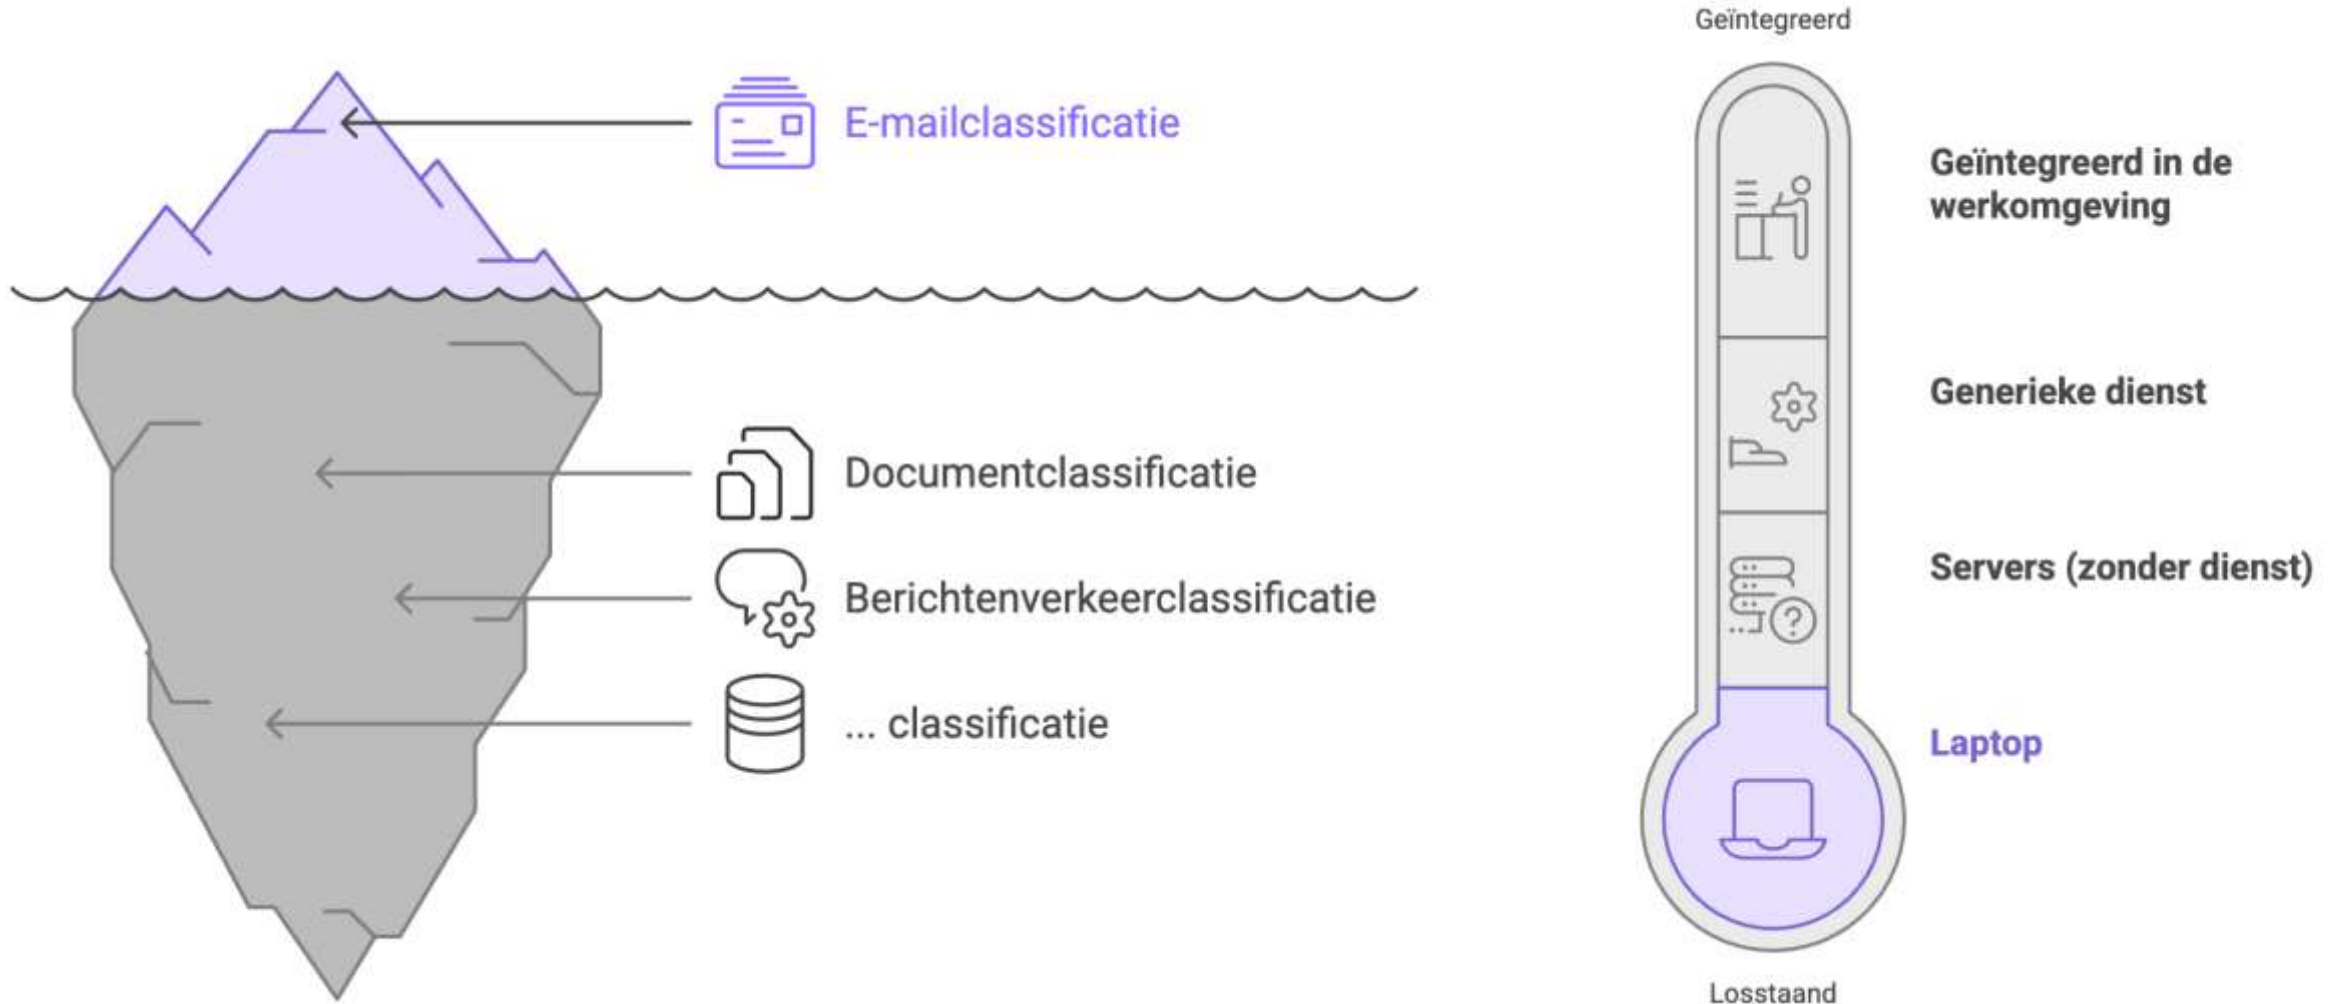 E-mailclassificatie
Documentclassificatie
Berichtenverkeerclassificatie
... classificatie
Geïntegreerd
Geïntegreerd in de
werkomgeving
Generieke dienst
Servers (zonder dienst)
Laptop
Losstaand